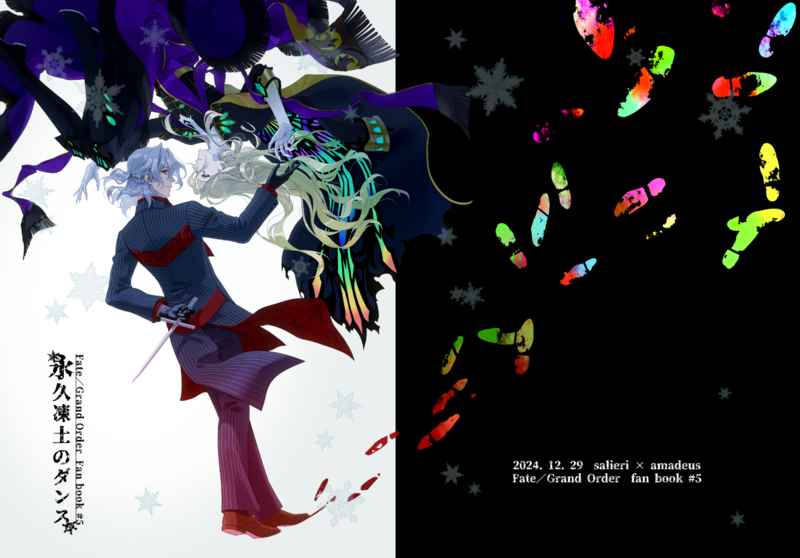 永久凍土のダンス
Fate/Grand Order Fan book #5
2024. 12. 29 salieri × amadeus
Fate/Grand Order fan book #5